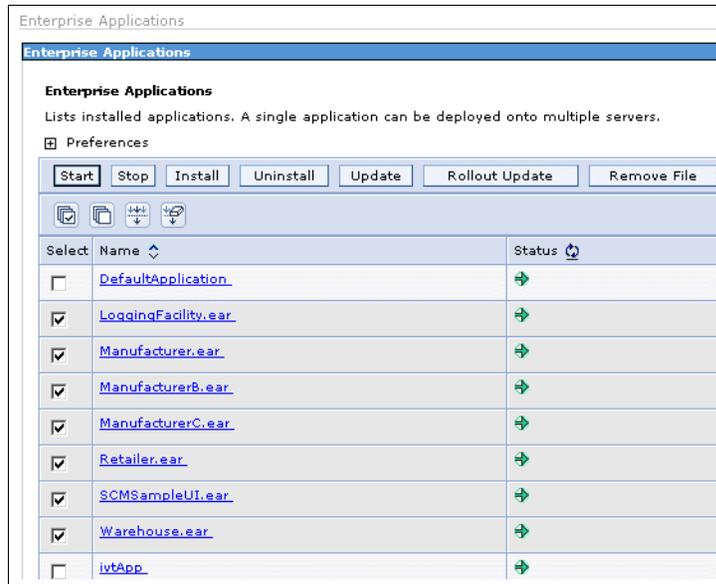 Enterprise Applications
Enterprise Applications
Enterprise Applications
Lists installed applications. A single application can be deployed onto multiple servers.
Preferences
Start Stop Install Uninstall Update Rollout Update Remove File
Select Name Status
DefaultApplication
LoggingFacility.ear
Manufacturer.ear
ManufacturerB.ear
ManufacturerC.ear
Retailer.ear
SCMSampleUI.ear
Warehouse.ear
ivtApp